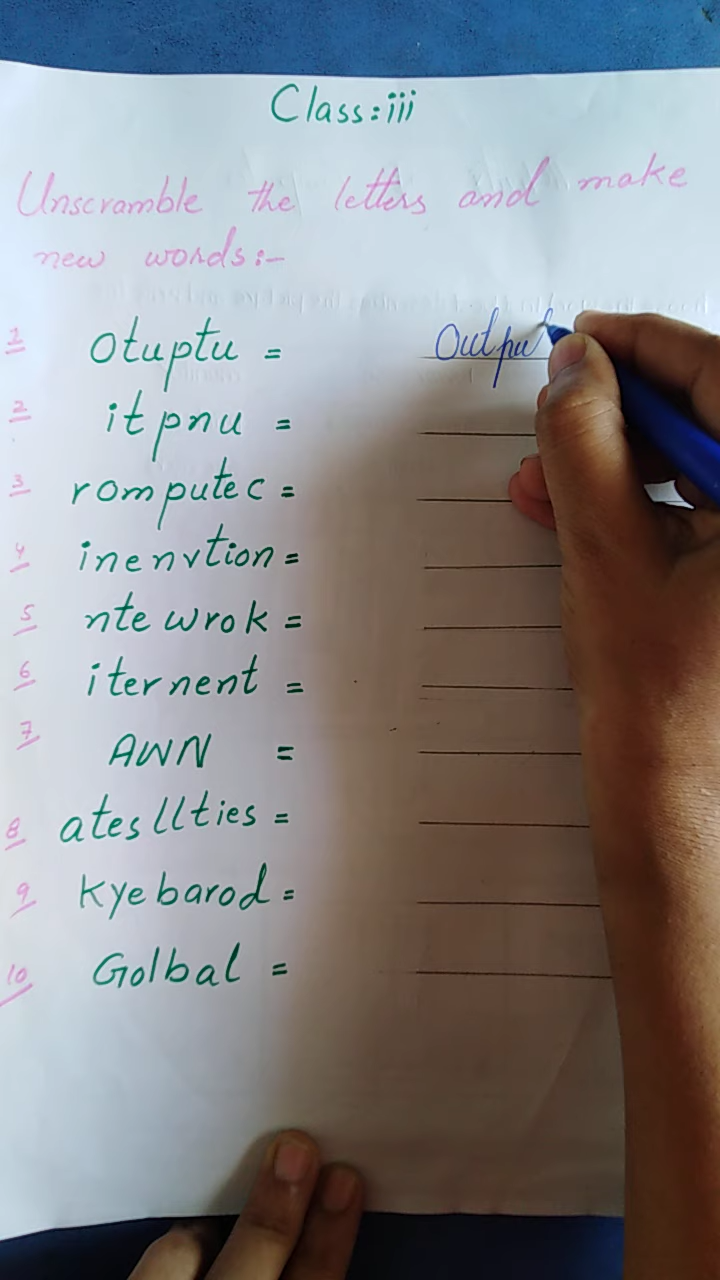 Class:iii
Unscramble the letters and make
new words:-
1 Otuptu = Output
2 itpnu =
3 romputec =
4 inenvtion =
5 ntewrok =
6 iternent =
7 AWN =
8 atesllties =
9 Kyebarod =
10 Golbal =